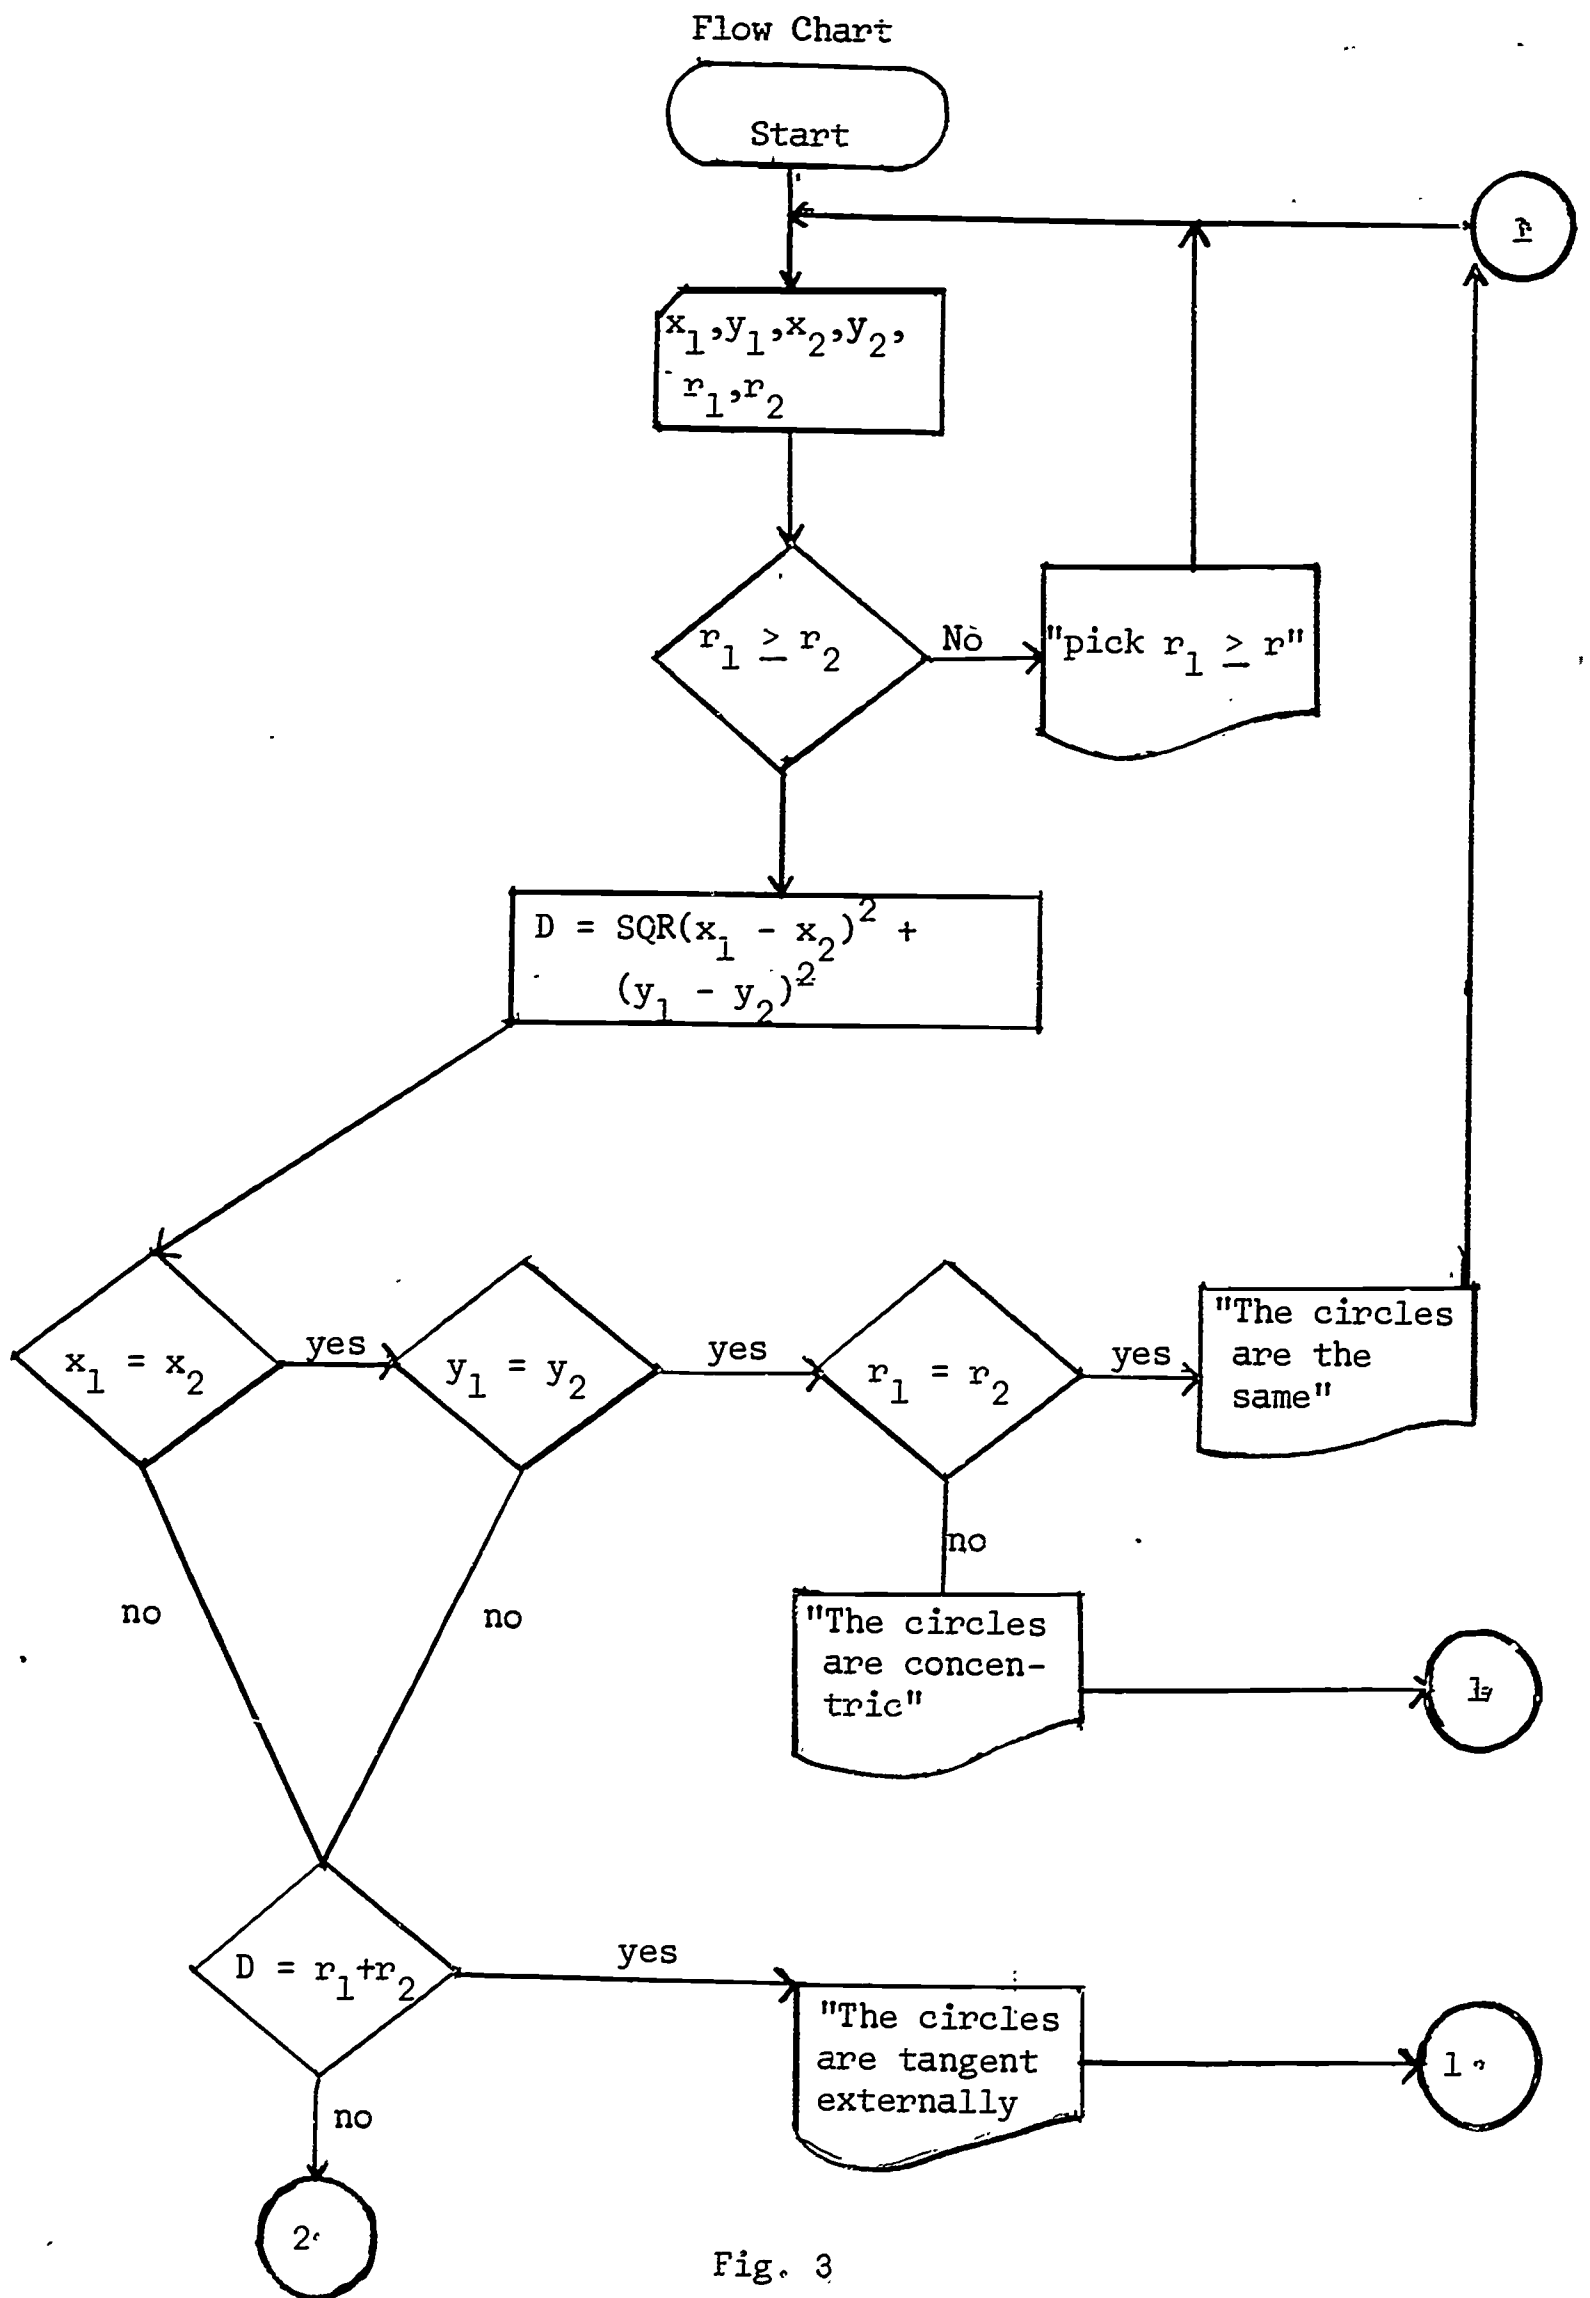 Flow Chart
Start
x₁,y₁,x₂,y₂,
r₁,r₂
r₁ ≥ r₂
No
"pick r₁ ≥ r"
D = SQR(x₁ - x₂)² +
(y₁ - y₂)²
x₁ = x₂
yes
y₁ = y₂
yes
r₁ = r₂
yes
"The circles
are the
same"
no
no
no
"The circles
are concen-
tric"
1
D = r₁+r₂
yes
"The circles
are tangent
externally
1
no
2
Fig. 3